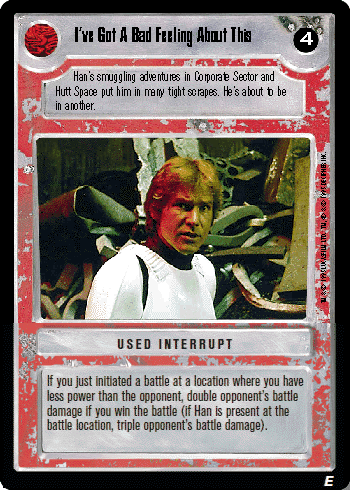 I've Got A Bad Feeling About This
4
Han's smuggling adventures in Corporate Sector and
Hutt Space put him in many tight scrapes. He's about to be
in another.
USED INTERRUPT
If you just initiated a battle at a location where you have
less power than the opponent, double opponent's battle
damage if you win the battle (if Han is present at the
battle location, triple opponent's battle damage).
E